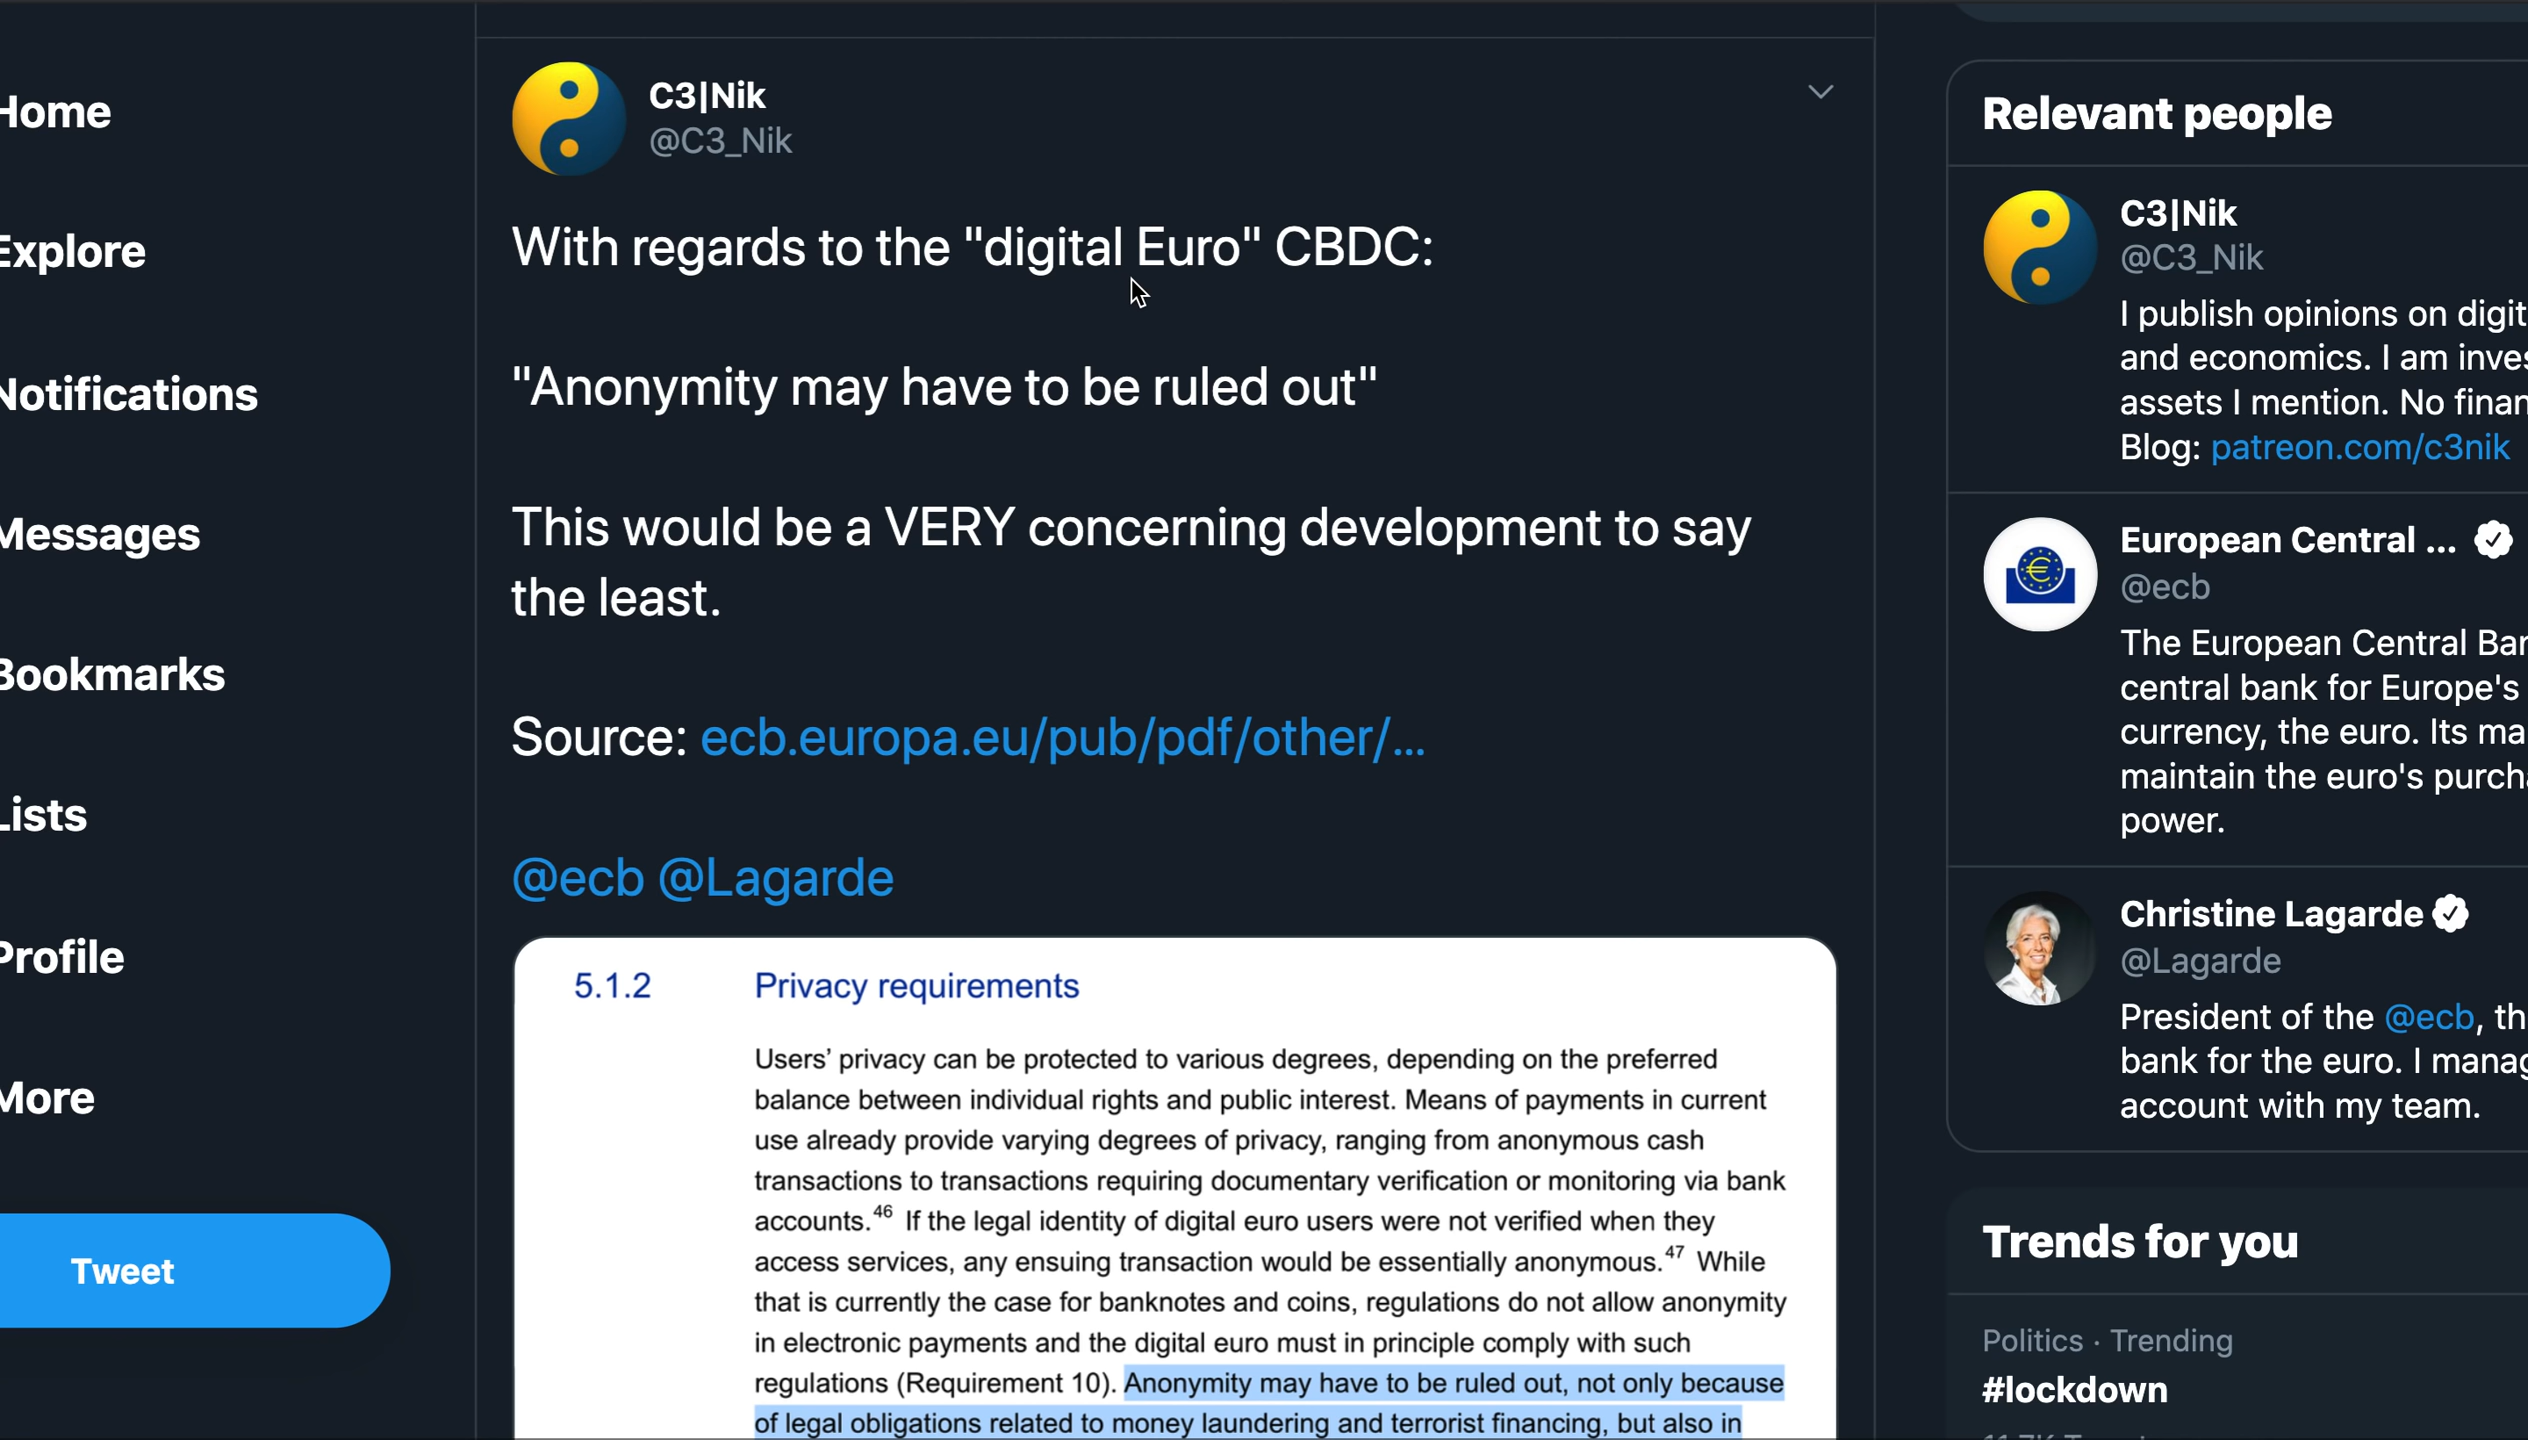 Home
Explore
Notifications
Messages
Bookmarks
Lists
Profile
More
Tweet
C3|Nik
@C3_Nik
With regards to the "digital Euro" CBDC:
"Anonymity may have to be ruled out"
This would be a VERY concerning development to say
the least.
Source: ecb.europa.eu/pub/pdf/other/...
@ecb @Lagarde
5.1.2 Privacy requirements
Users' privacy can be protected to various degrees, depending on the preferred
balance between individual rights and public interest. Means of payments in current
use already provide varying degrees of privacy, ranging from anonymous cash
transactions to transactions requiring documentary verification or monitoring via bank
accounts.46 If the legal identity of digital euro users were not verified when they
access services, any ensuing transaction would be essentially anonymous.47 While
that is currently the case for banknotes and coins, regulations do not allow anonymity
in electronic payments and the digital euro must in principle comply with such
regulations (Requirement 10). Anonymity may have to be ruled out, not only because
of legal obligations related to money laundering and terrorist financing, but also in
Relevant people
C3|Nik
@C3_Nik
I publish opinions on digit
and economics. I am inves
assets I mention. No finan
Blog: patreon.com/c3nik
European Central ...
@ecb
The European Central Ban
central bank for Europe's
currency, the euro. Its ma
maintain the euro's purcha
power.
Christine Lagarde
@Lagarde
President of the @ecb, th
bank for the euro. I manag
account with my team.
Trends for you
Politics · Trending
#lockdown